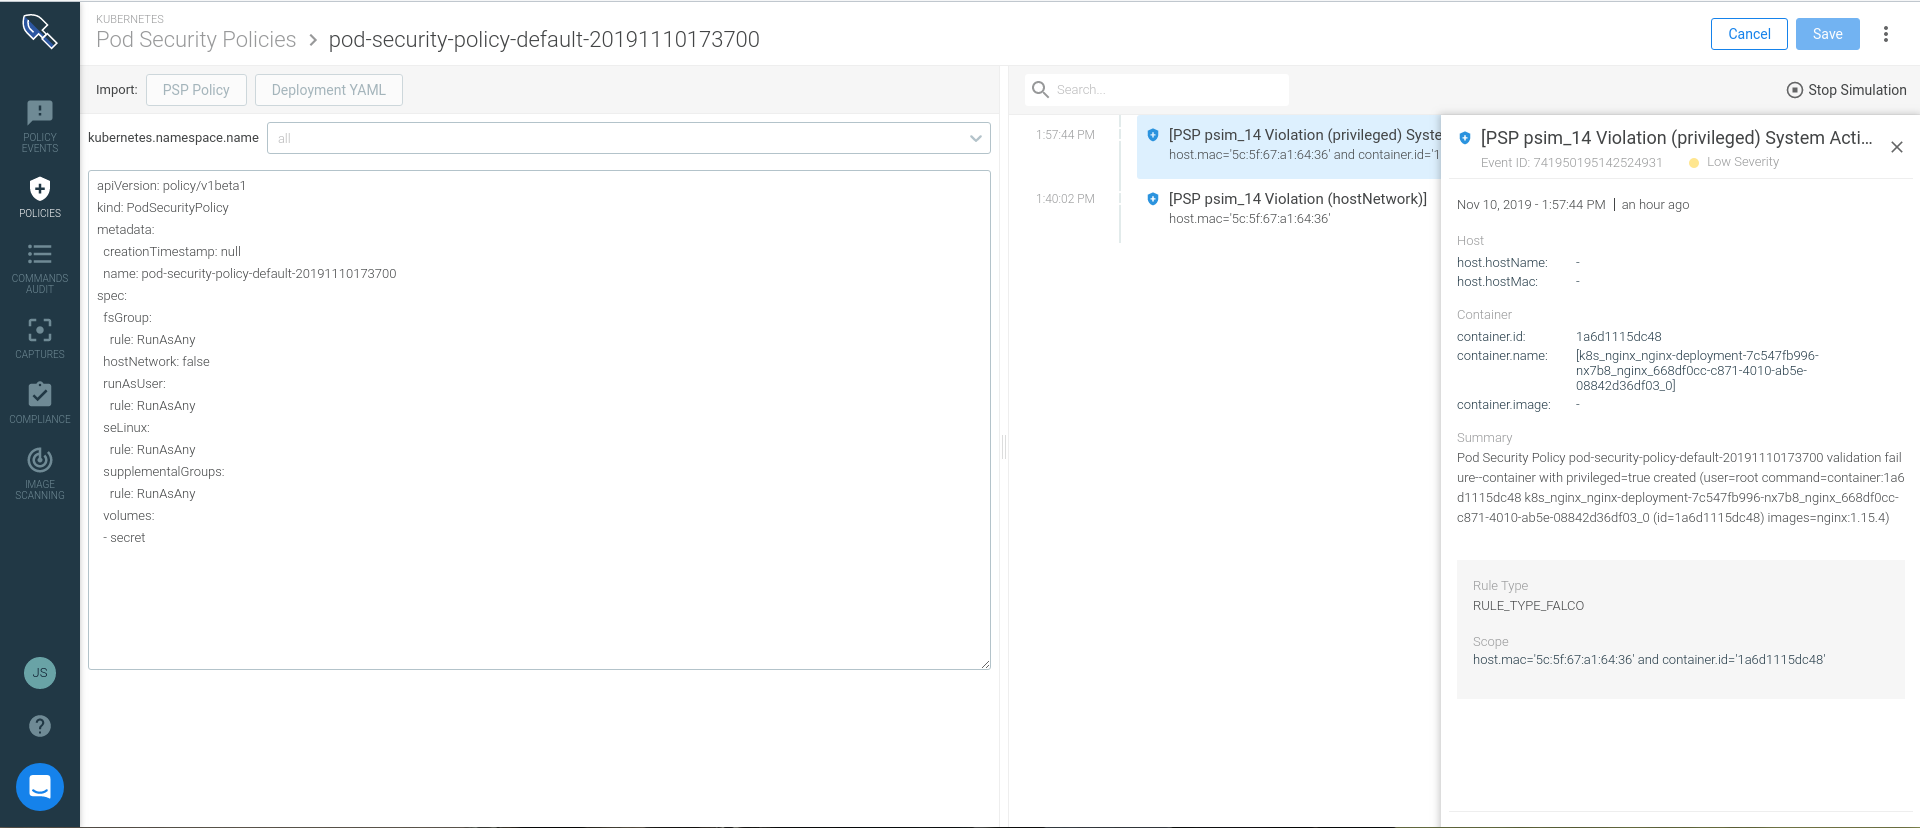 KUBERNETES
Pod Security Policies > pod-security-policy-default-20191110173700
Cancel
Save
POLICY
EVENTS
POLICIES
COMMANDS
AUDIT
CAPTURES
COMPLIANCE
IMAGE
SCANNING
JS
?
Import:
PSP Policy
Deployment YAML
kubernetes.namespace.name
all
apiVersion: policy/v1beta1
kind: PodSecurityPolicy
metadata:
creationTimestamp: null
name: pod-security-policy-default-20191110173700
spec:
fsGroup:
rule: RunAsAny
hostNetwork: false
runAsUser:
rule: RunAsAny
seLinux:
rule: RunAsAny
supplementalGroups:
rule: RunAsAny
volumes:
- secret
Search...
Stop Simulation
1:57:44 PM
[PSP psim_14 Violation (privileged) Syste
host.mac='5c:5f:67:a1:64:36' and container.id='1
1:40:02 PM
[PSP psim_14 Violation (hostNetwork)]
host.mac='5c:5f:67:a1:64:36'
[PSP psim_14 Violation (privileged) System Acti...
Event ID: 741950195142524931
Low Severity
Nov 10, 2019 - 1:57:44 PM | an hour ago
Host
host.hostName: -
host.hostMac: -
Container
container.id: 1a6d1115dc48
container.name: [k8s_nginx_nginx-deployment-7c547fb996-
nx7b8_nginx_668df0cc-c871-4010-ab5e-
08842d36df03_0]
container.image: -
Summary
Pod Security Policy pod-security-policy-default-20191110173700 validation fail
ure--container with privileged=true created (user=root command=container:1a6
d1115dc48 k8s_nginx_nginx-deployment-7c547fb996-nx7b8_nginx_668df0cc-
c871-4010-ab5e-08842d36df03_0 (id=1a6d1115dc48) images=nginx:1.15.4)
Rule Type
RULE_TYPE_FALCO
Scope
host.mac='5c:5f:67:a1:64:36' and container.id='1a6d1115dc48'